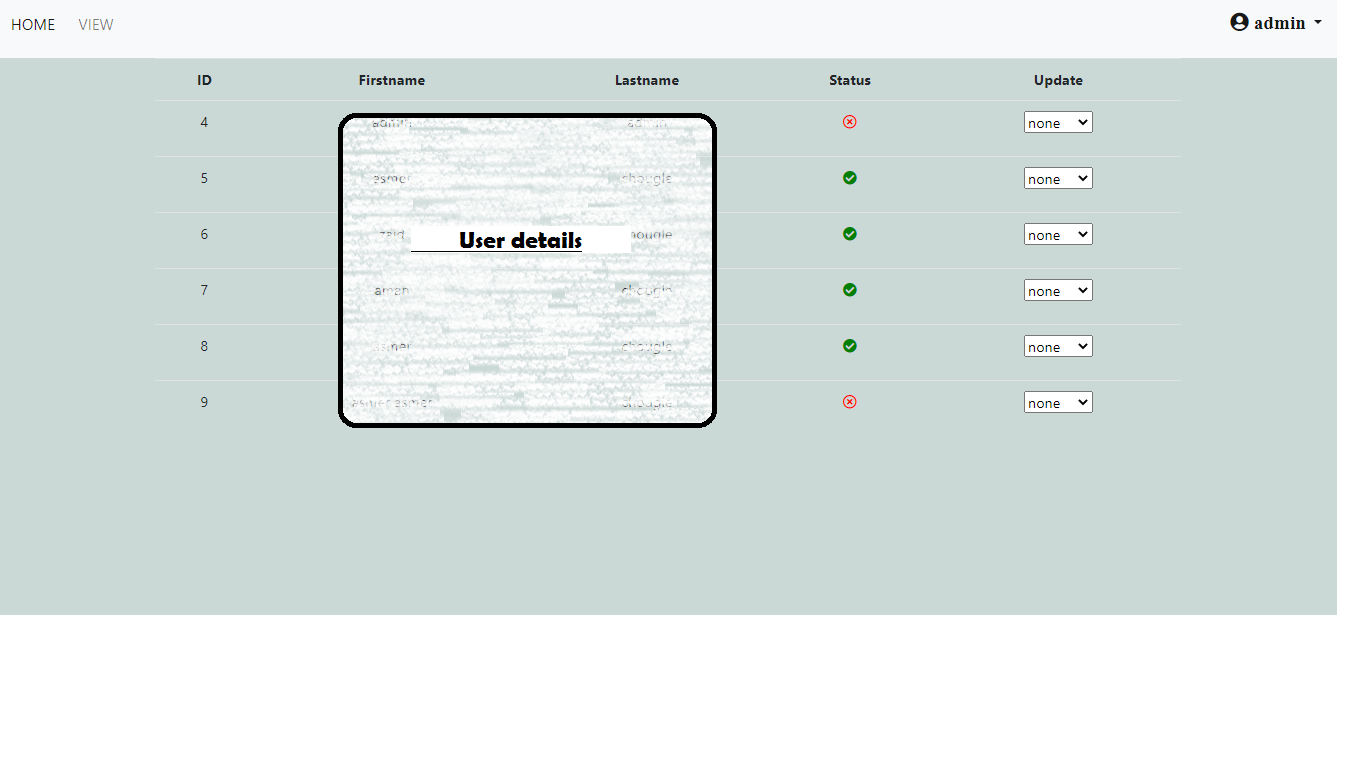 HOME VIEW admin
ID Firstname Lastname Status Update
4 admin admin none
5 asmer chougle none
6 zaid chougle none
User details
7 aman chougle none
8 asmer chougle none
9 asmer asmer chougle none